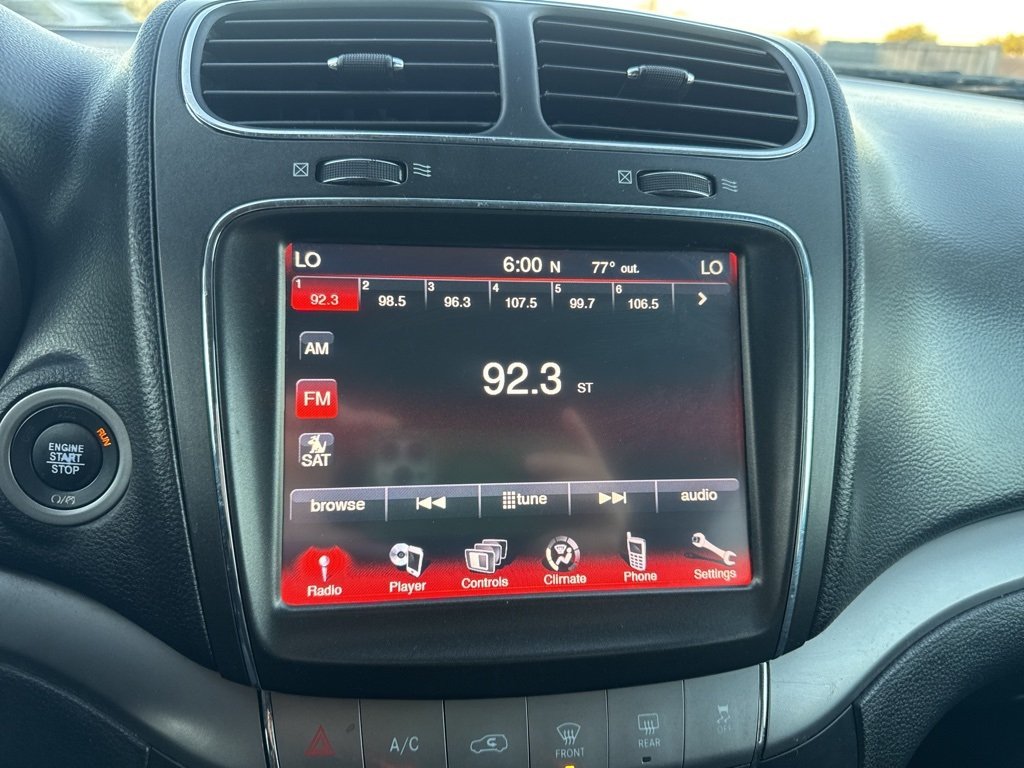 LO 6:00 N 77° out. LO
1 2 3 4 5 6
92.3 98.5 96.3 107.5 99.7 106.5 >
AM
92.3 ST
FM
SAT
ENGINE START STOP RUN
browse tune audio
Radio Player Controls Climate Phone Settings
A/C FRONT REAR OFF